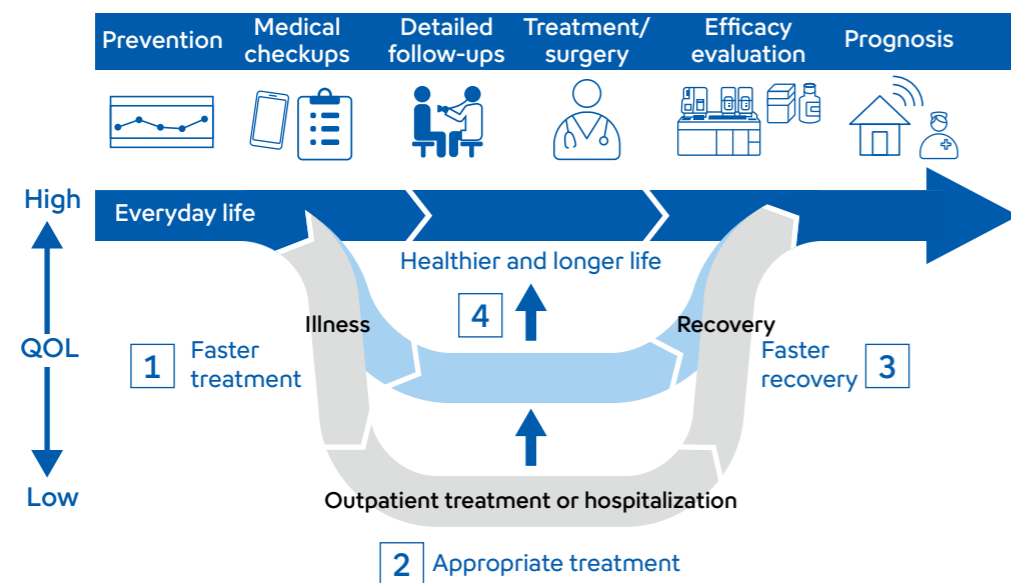 Prevention
Medical
checkups
Detailed
follow-ups
Treatment/
surgery
Efficacy
evaluation
Prognosis
High
QOL
Low
Everyday life
Healthier and longer life
4
Illness
Recovery
1
Faster
treatment
Faster
recovery
3
Outpatient treatment or hospitalization
2
Appropriate treatment